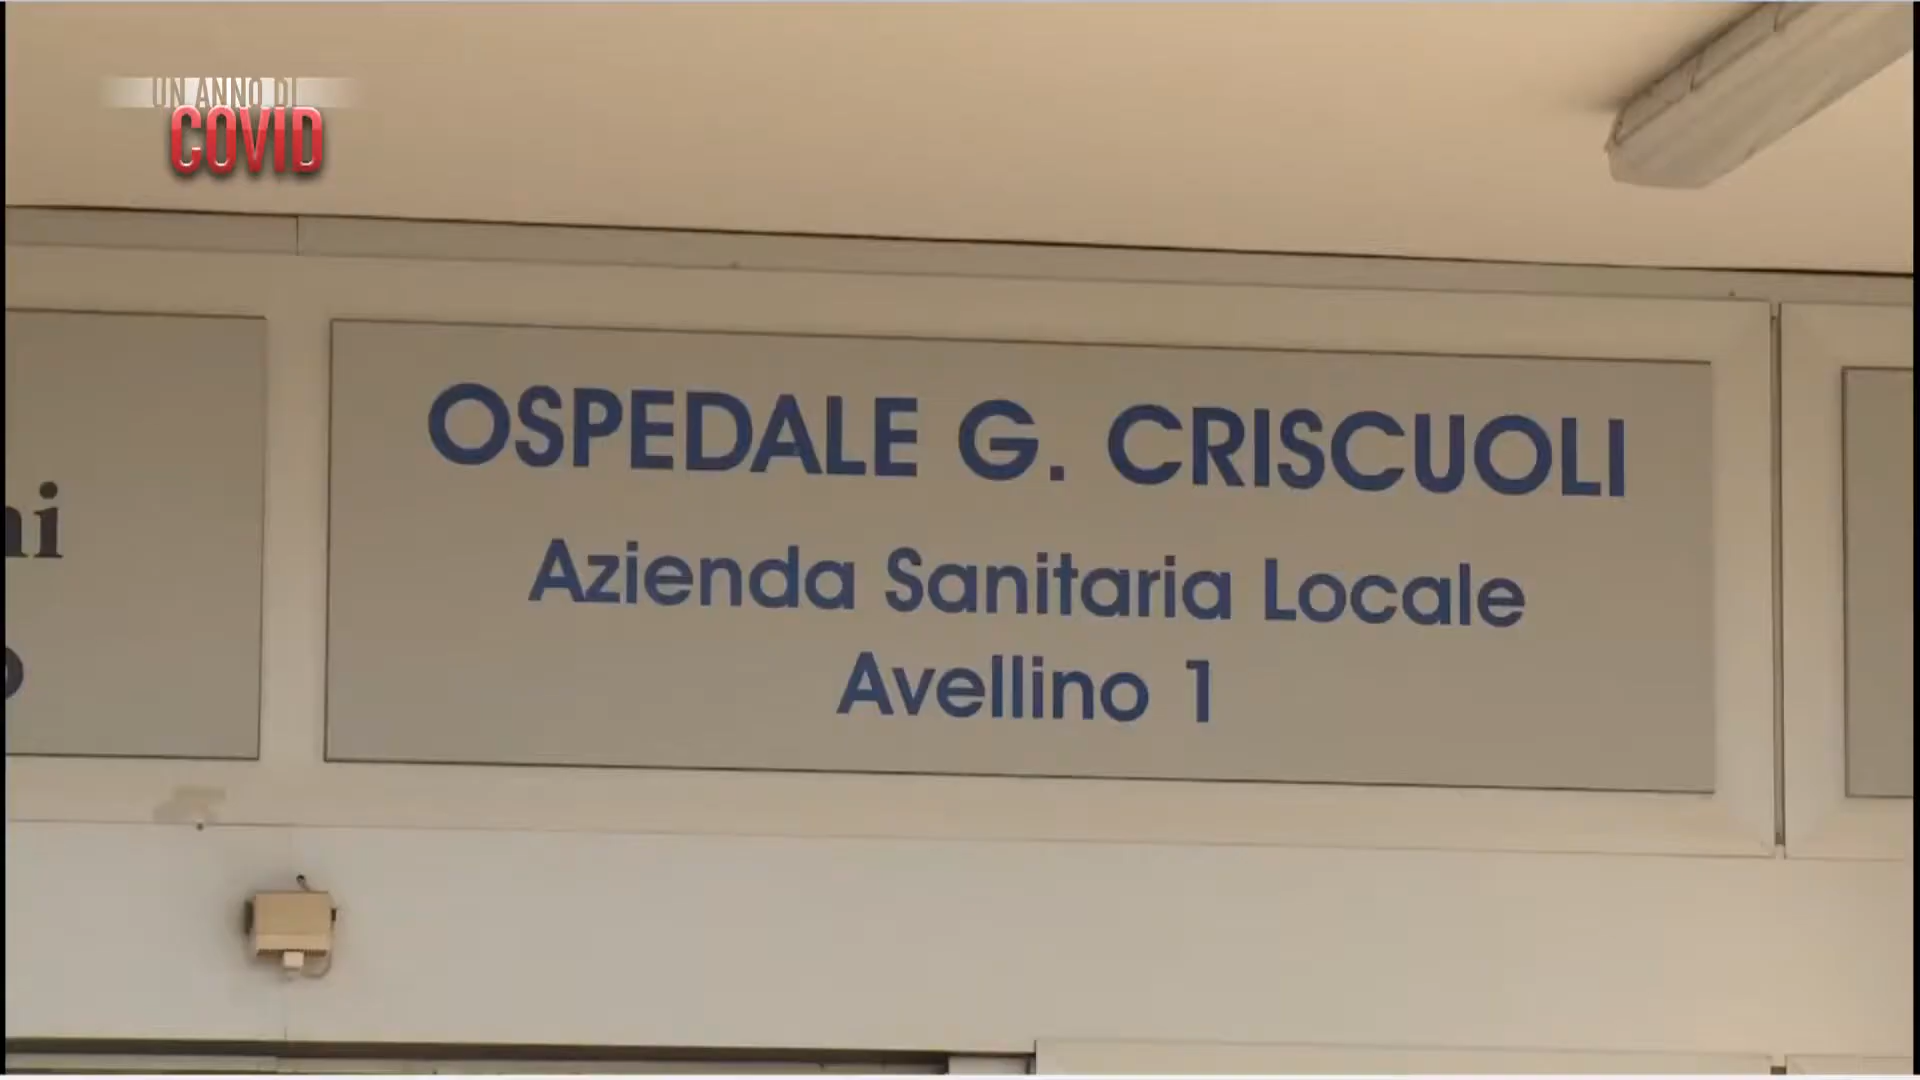 UN ANNO DI
COVID
OSPEDALE G. CRISCUOLI
Azienda Sanitaria Locale
Avellino 1